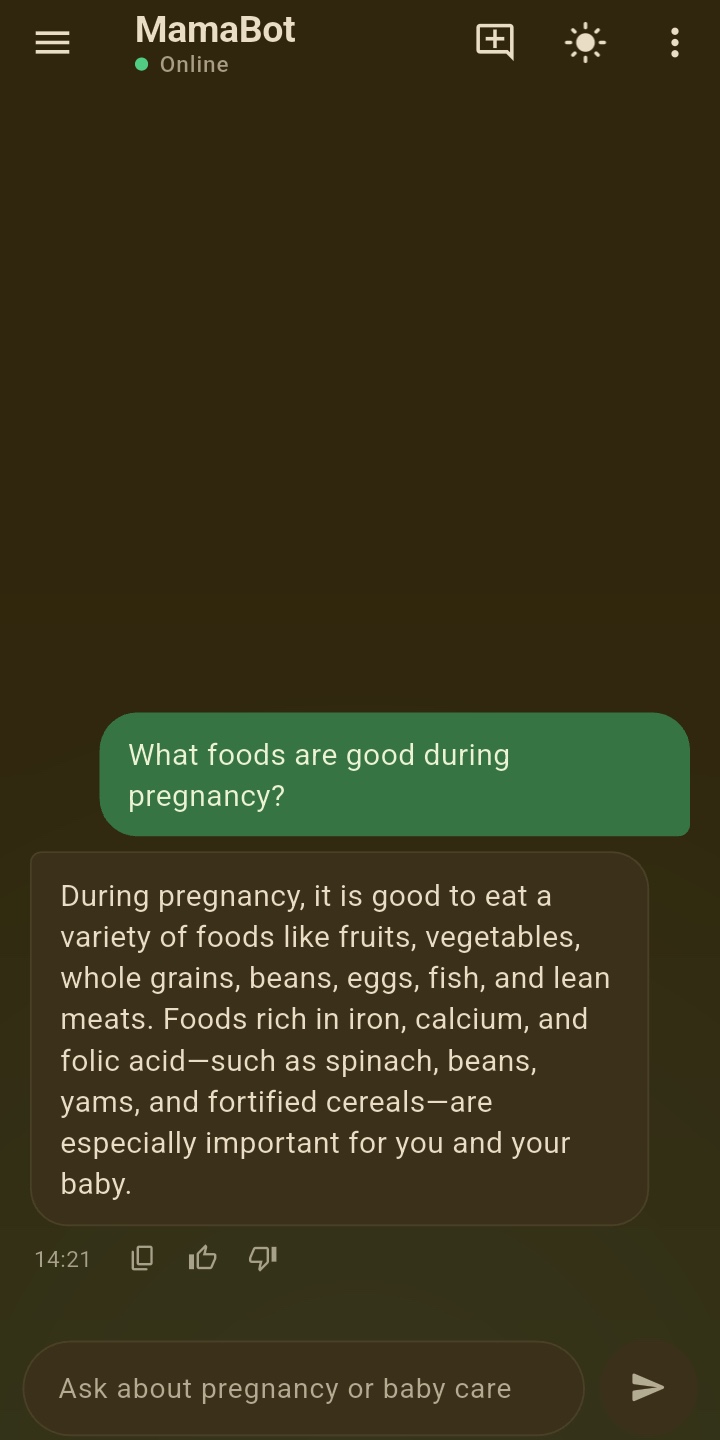 MamaBot
Online
What foods are good during
pregnancy?
During pregnancy, it is good to eat a
variety of foods like fruits, vegetables,
whole grains, beans, eggs, fish, and lean
meats. Foods rich in iron, calcium, and
folic acid—such as spinach, beans,
yams, and fortified cereals—are
especially important for you and your
baby.
14:21
Ask about pregnancy or baby care